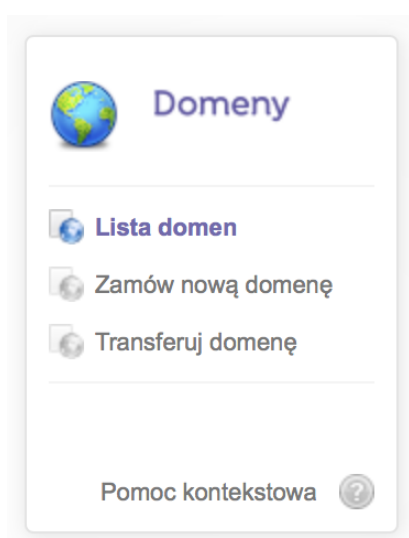 Domeny
Lista domen
Zamów nową domenę
Transferuj domenę
Pomoc kontekstowa ?